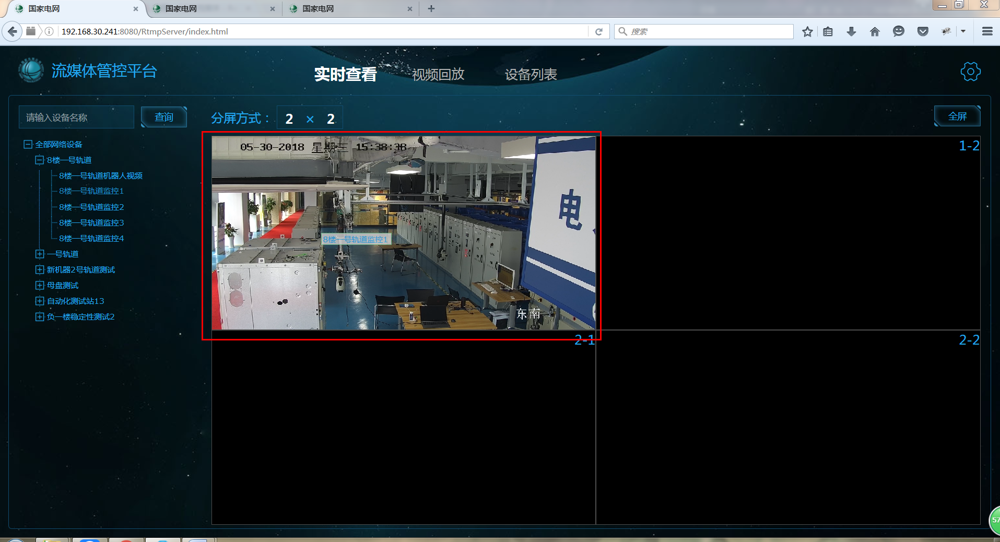 国家电网
国家电网
国家电网
192.168.30.241:8080/RtmpServer/index.html
搜索
流媒体管控平台
实时查看
视频回放
设备列表
请输入设备名称
查询
分屏方式：
2 × 2
全屏
全部网络设备
8楼一号轨道
8楼一号轨道机器人视频
8楼一号轨道监控1
8楼一号轨道监控2
8楼一号轨道监控3
8楼一号轨道监控4
一号轨道
新机器2号轨道测试
母盘测试
自动化测试站13
负一楼稳定性测试2
05-30-2018 星期三 15:38:38
电
8楼一号轨道监控1
东南
1-2
2-1
2-2
57